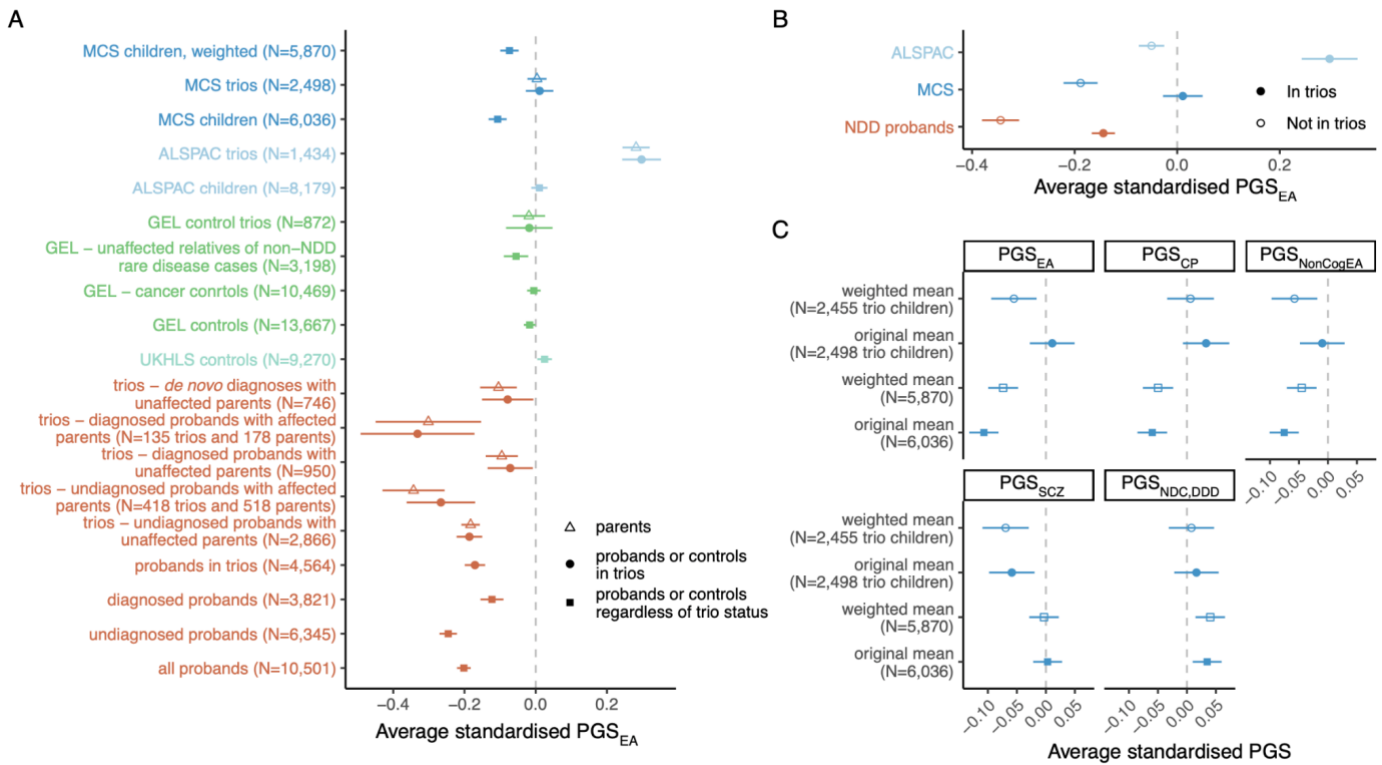 A
MCS children, weighted (N=5,870)
MCS trios (N=2,498)
MCS children (N=6,036)
ALSPAC trios (N=1,434)
ALSPAC children (N=8,179)
GEL control trios (N=872)
GEL − unaffected relatives of non−NDD
rare disease cases (N=3,198)
GEL − cancer conrtols (N=10,469)
GEL controls (N=13,667)
UKHLS controls (N=9,270)
trios − de novo diagnoses with
unaffected parents (N=746)
trios − diagnosed probands with affected
parents (N=135 trios and 178 parents)
trios − diagnosed probands with
unaffected parents (N=950)
trios − undiagnosed probands with affected
parents (N=418 trios and 518 parents)
trios − undiagnosed probands with
unaffected parents (N=2,866)
probands in trios (N=4,564)
diagnosed probands (N=3,821)
undiagnosed probands (N=6,345)
all probands (N=10,501)
parents
probands or controls
in trios
probands or controls
regardless of trio status
−0.4 −0.2 0.0 0.2
Average standardised PGS_EA
B
ALSPAC
MCS
NDD probands
In trios
Not in trios
−0.4 −0.2 0.0 0.2
Average standardised PGS_EA
C
PGS_EA PGS_CP PGS_NonCogEA
weighted mean
(N=2,455 trio children)
original mean
(N=2,498 trio children)
weighted mean
(N=5,870)
original mean
(N=6,036)
−0.10 −0.05 0.00 0.05
PGS_SCZ PGS_NDC,DDD
weighted mean
(N=2,455 trio children)
original mean
(N=2,498 trio children)
weighted mean
(N=5,870)
original mean
(N=6,036)
−0.10 −0.05 0.00 0.05 −0.10 −0.05 0.00 0.05
Average standardised PGS